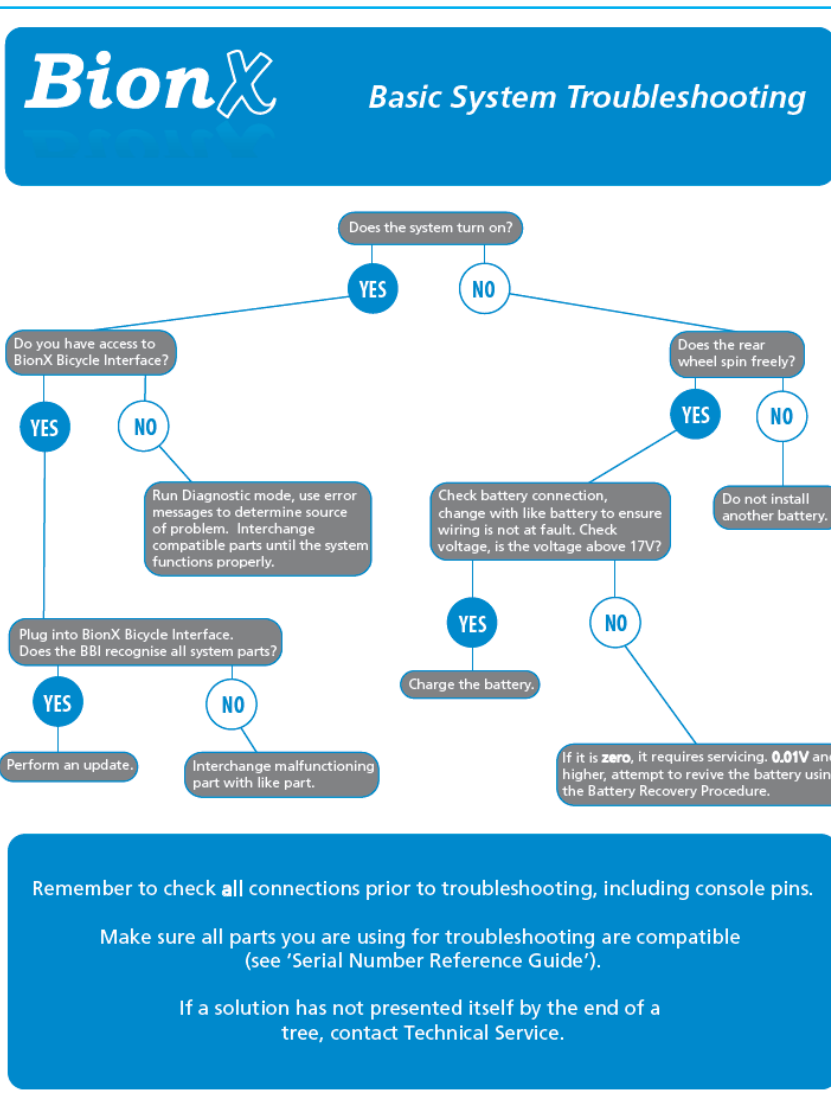 BionX
Basic System Troubleshooting
Does the system turn on?
YES
NO
Do you have access to
BionX Bicycle Interface?
Does the rear
wheel spin freely?
YES
NO
YES
NO
Run Diagnostic mode, use error
messages to determine source
of problem. Interchange
compatible parts until the system
functions properly.
Check battery connection,
change with like battery to ensure
wiring is not at fault. Check
voltage, is the voltage above 17V?
Do not install
another battery.
Plug into BionX Bicycle Interface.
Does the BBI recognise all system parts?
YES
NO
YES
NO
Charge the battery.
Perform an update.
Interchange malfunctioning
part with like part.
If it is zero, it requires servicing. 0.01V an
higher, attempt to revive the battery usin
the Battery Recovery Procedure.
Remember to check all connections prior to troubleshooting, including console pins.
Make sure all parts you are using for troubleshooting are compatible
(see ‘Serial Number Reference Guide’).
If a solution has not presented itself by the end of a
tree, contact Technical Service.